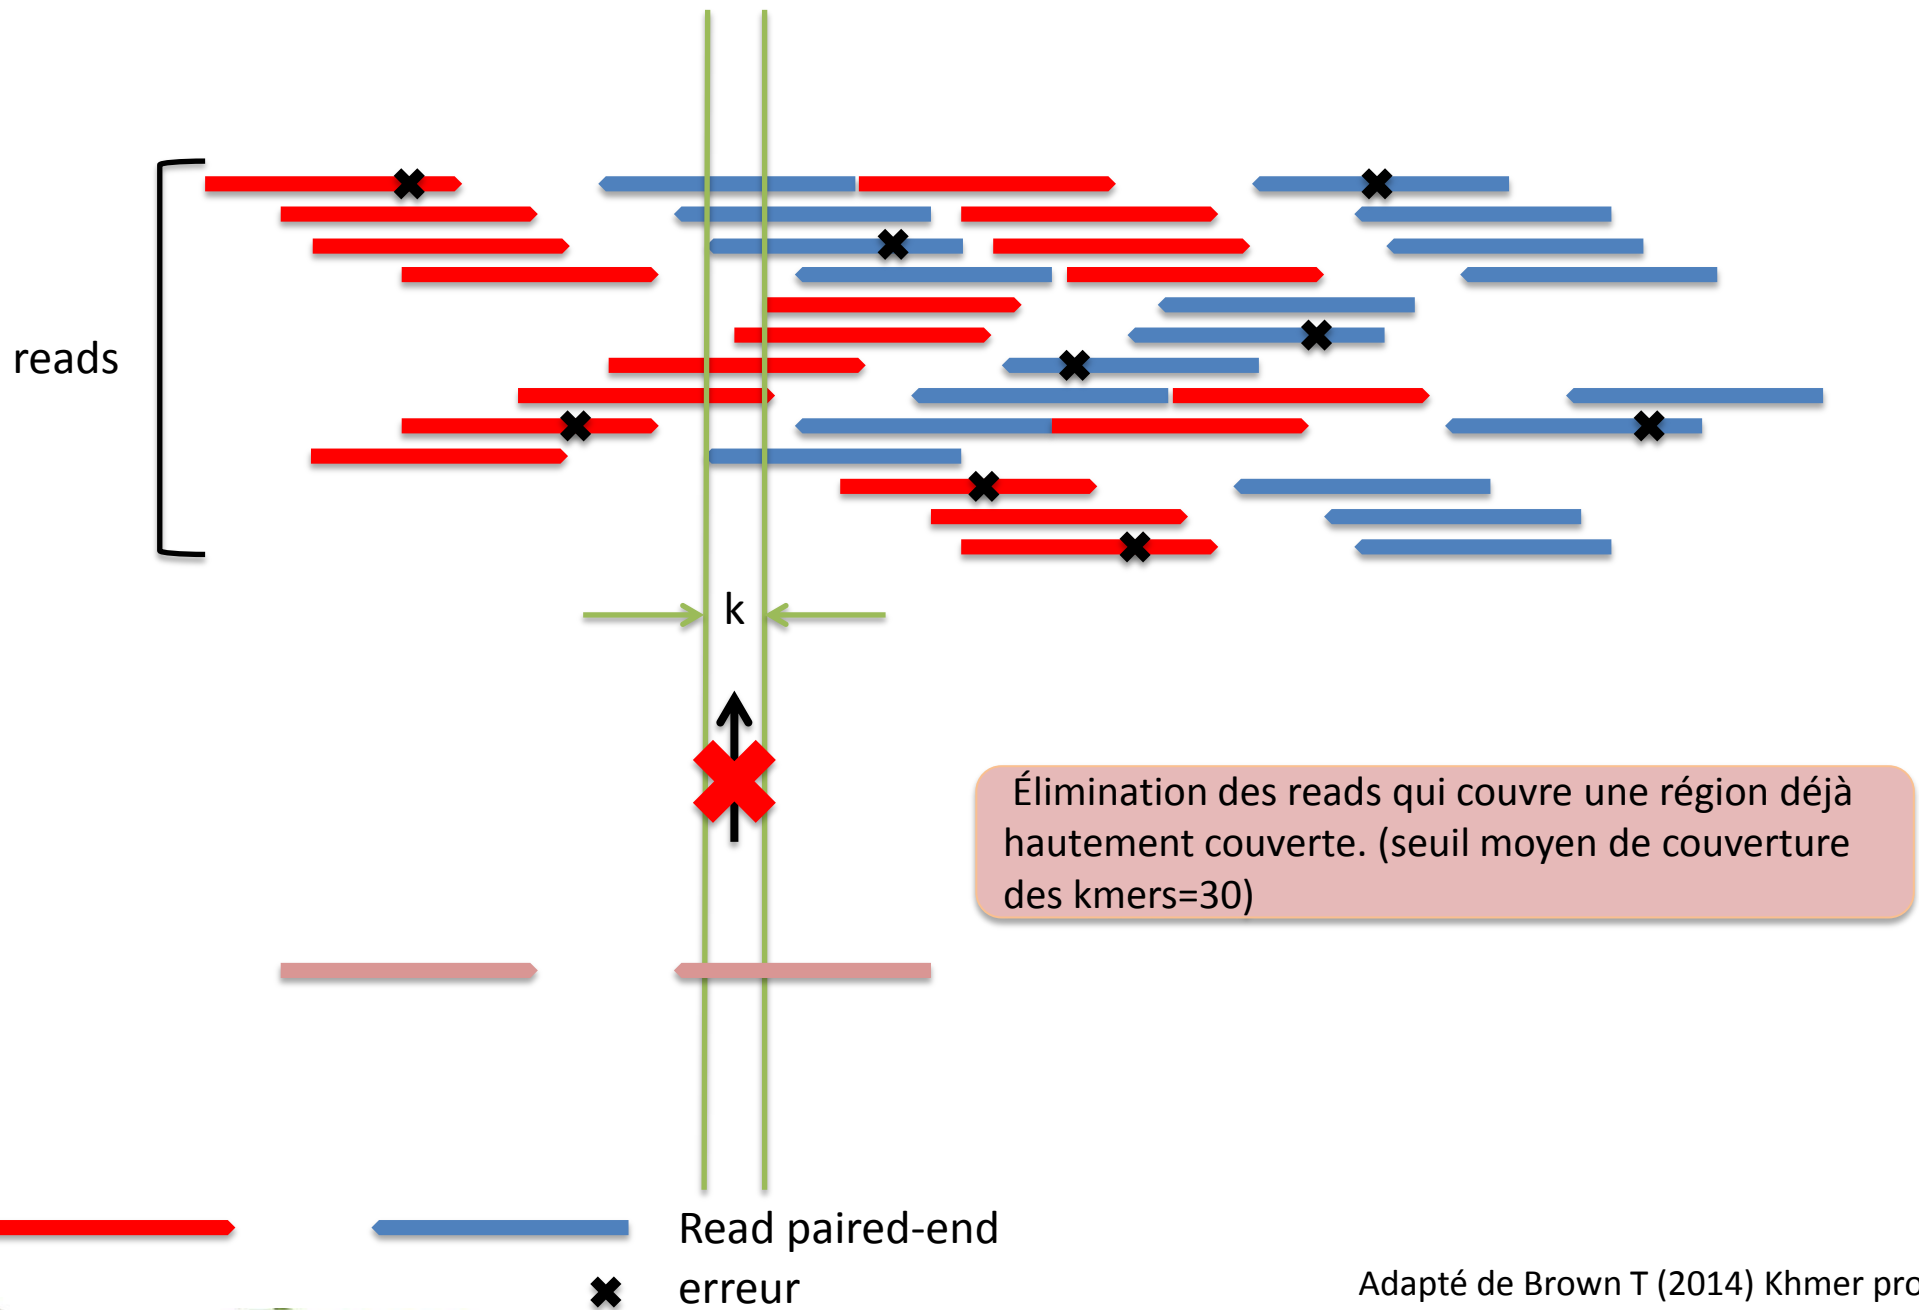 reads
k
Élimination des reads qui couvre une région déjà
hautement couverte. (seuil moyen de couverture
des kmers=30)
Read paired-end
erreur
Adapté de Brown T (2014) Khmer pro